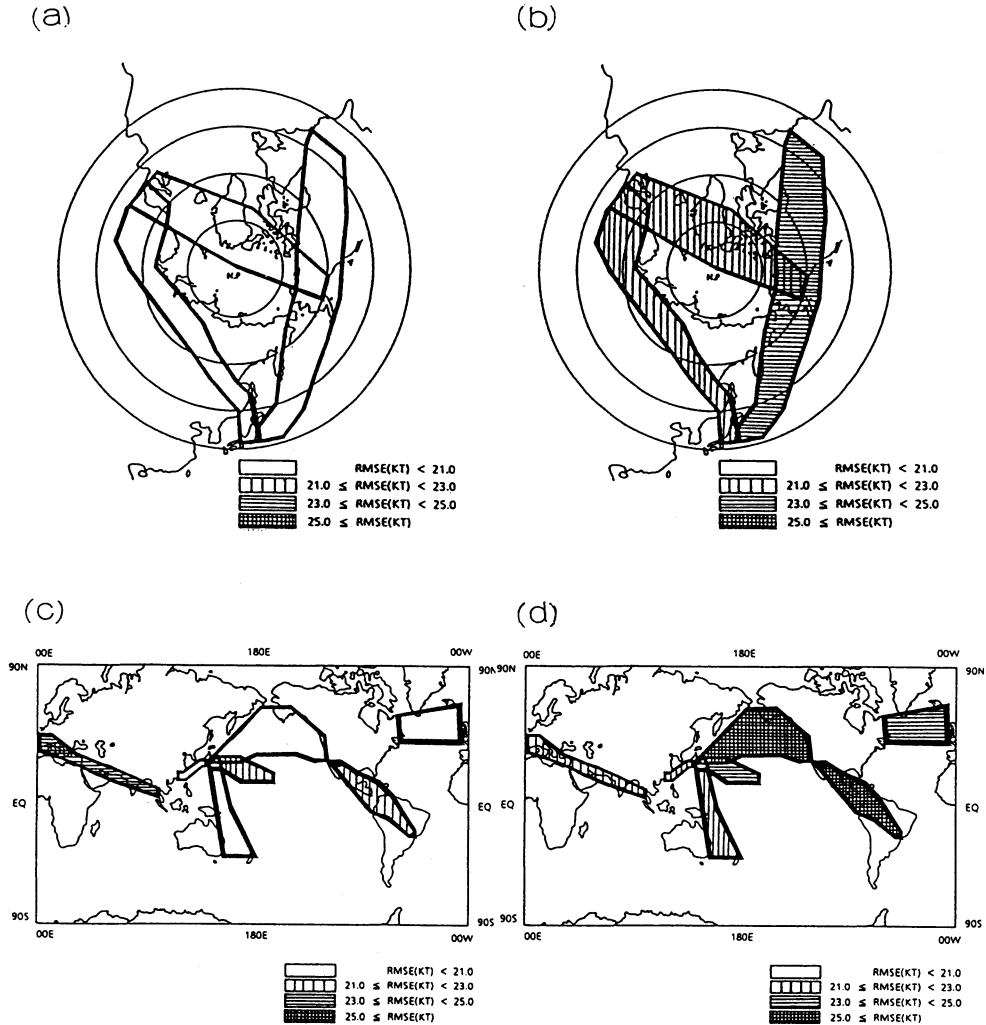 (a) (b)
N.P N.P
RMSE(KT) < 21.0
21.0 ≤ RMSE(KT) < 23.0
23.0 ≤ RMSE(KT) < 25.0
25.0 ≤ RMSE(KT)
RMSE(KT) < 21.0
21.0 ≤ RMSE(KT) < 23.0
23.0 ≤ RMSE(KT) < 25.0
25.0 ≤ RMSE(KT)
(c) (d)
00E 180E 00W 00E 180E 00W
90N 90N 90N 90N
EQ EQ EQ EQ
90S 90S 90S 90S
00E 180E 00W 00E 180E 00W
RMSE(KT) < 21.0
21.0 ≤ RMSE(KT) < 23.0
23.0 ≤ RMSE(KT) < 25.0
25.0 ≤ RMSE(KT)
RMSE(KT) < 21.0
21.0 ≤ RMSE(KT) < 23.0
23.0 ≤ RMSE(KT) < 25.0
25.0 ≤ RMSE(KT)